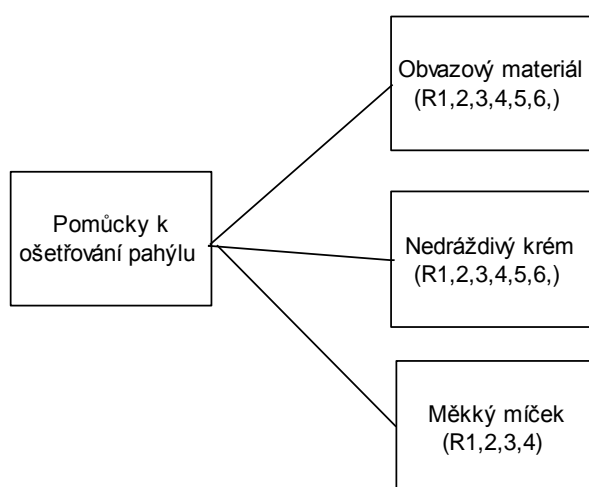 Obvazový materiál
(R1,2,3,4,5,6,)
Pomůcky k
ošetřování pahýlu
Nedráždivý krém
(R1,2,3,4,5,6,)
Měkký míček
(R1,2,3,4)